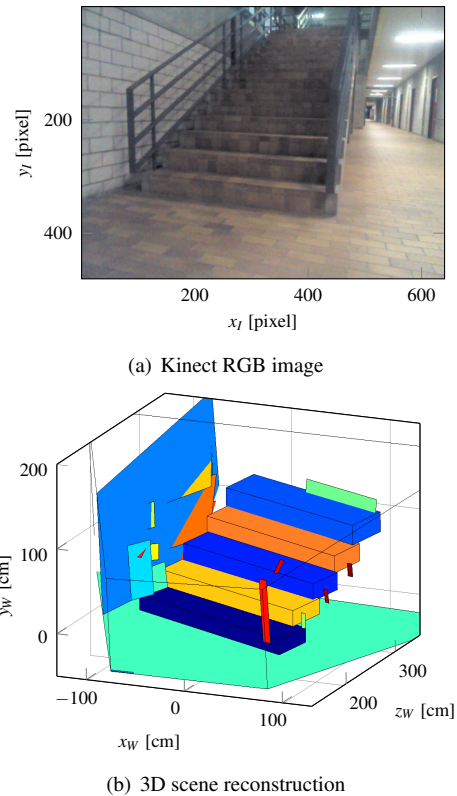 200
400
y_I [pixel]
200
400
600
x_I [pixel]
(a) Kinect RGB image
200
100
0
y_W [cm]
−100
0
100
x_W [cm]
200
300
z_W [cm]
(b) 3D scene reconstruction